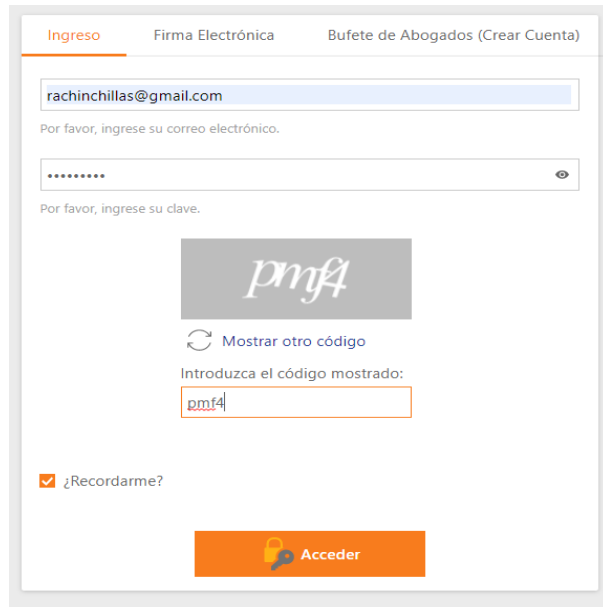 Ingreso Firma Electrónica Bufete de Abogados (Crear Cuenta)
rachinchillas@gmail.com
Por favor, ingrese su correo electrónico.
•••••••••
Por favor, ingrese su clave.
pmf4
Mostrar otro código
Introduzca el código mostrado:
pmf4
¿Recordarme?
Acceder